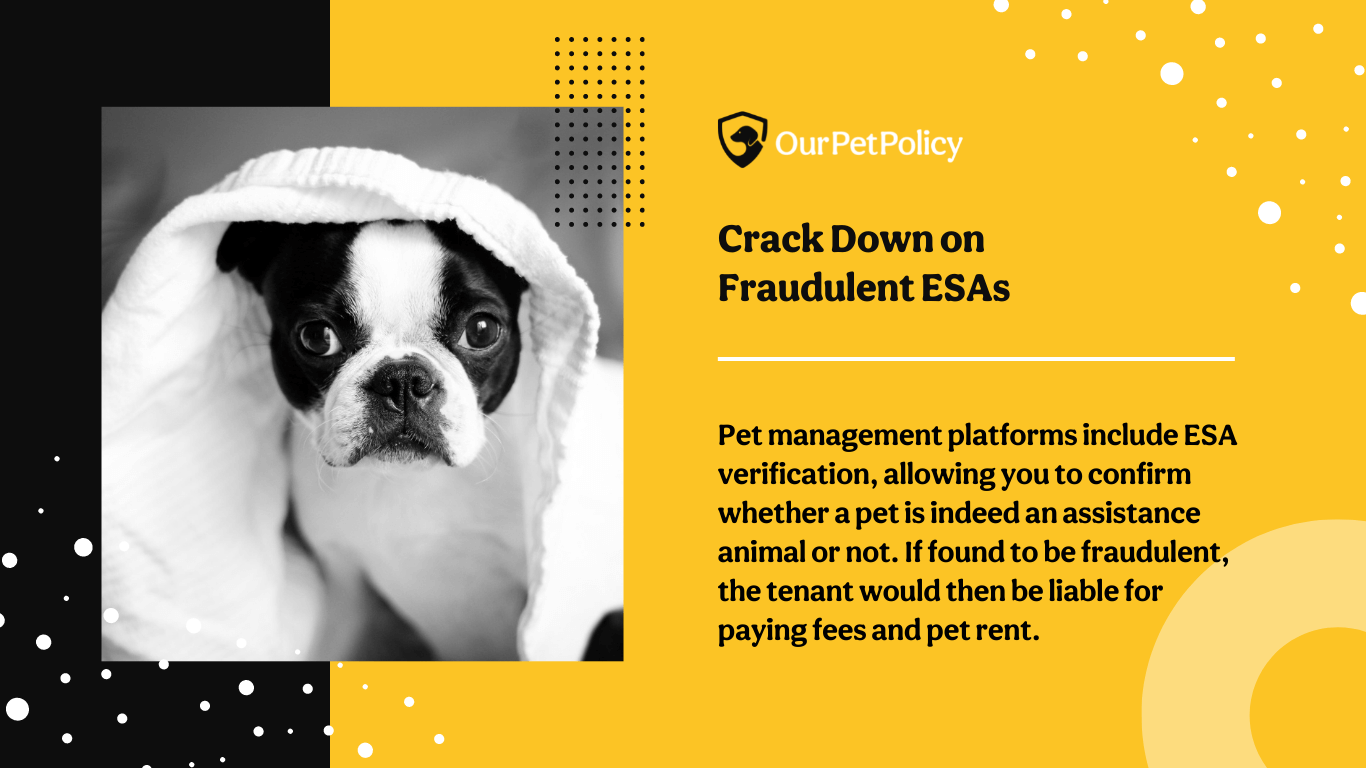 OurPetPolicy
Crack Down on
Fraudulent ESAs
Pet management platforms include ESA
verification, allowing you to confirm
whether a pet is indeed an assistance
animal or not. If found to be fraudulent,
the tenant would then be liable for
paying fees and pet rent.